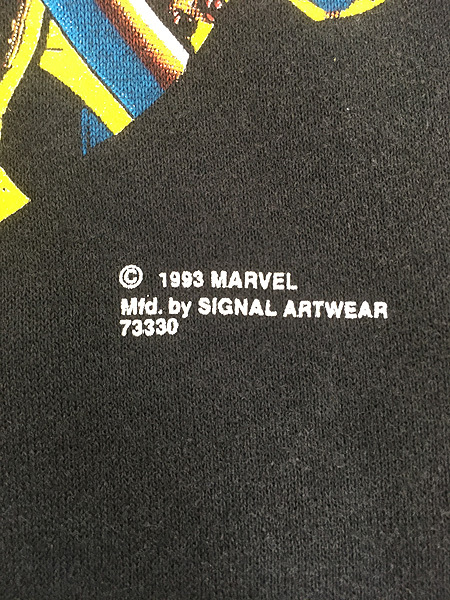 © 1993 MARVEL
Mfd. by SIGNAL ARTWEAR
73330